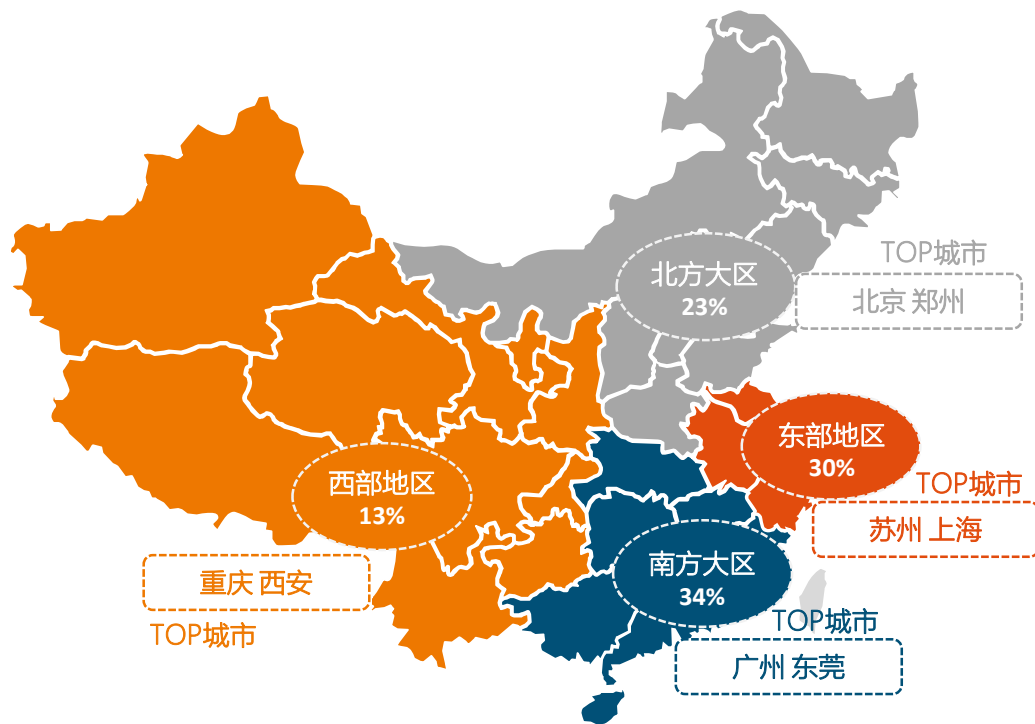 TOP城市
北方大区
23%
北京 郑州
东部地区
30%
TOP城市
苏州 上海
西部地区
13%
重庆 西安
TOP城市
南方大区
34%
TOP城市
广州 东莞